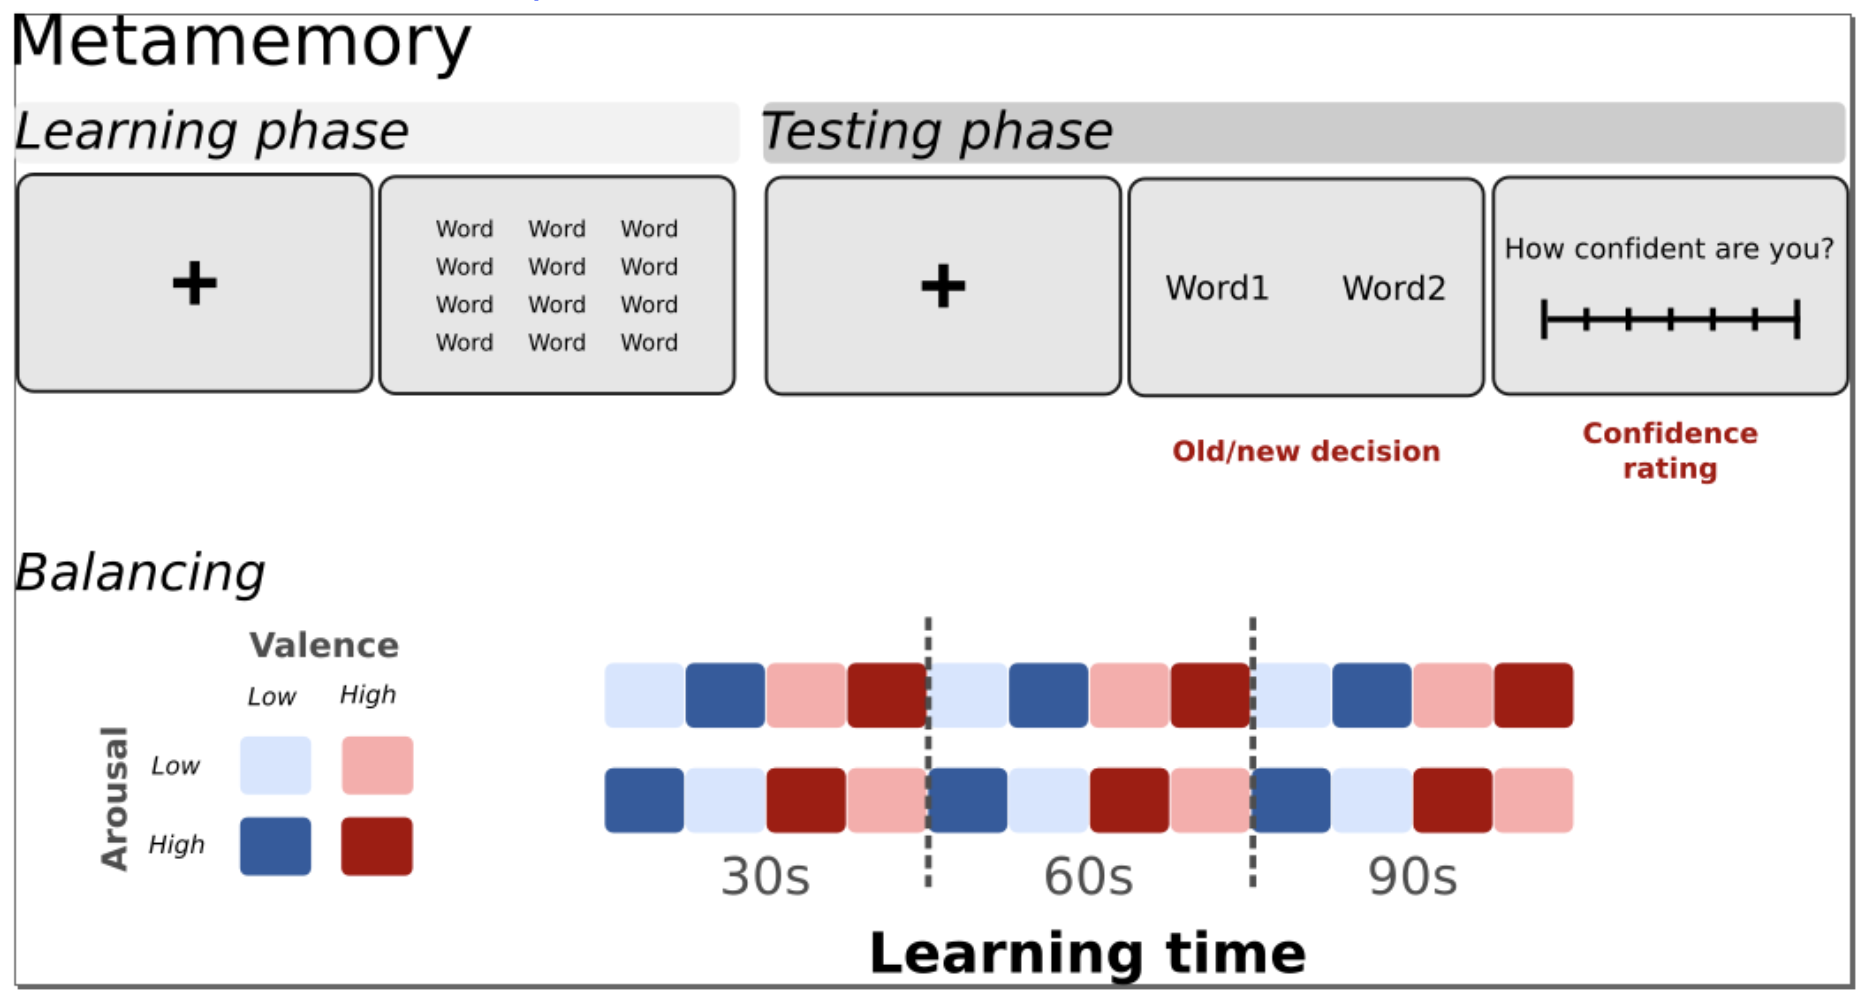 Metamemory
Learning phase
Testing phase
Word Word Word
Word Word Word
Word Word Word
Word Word Word
Word1 Word2
How confident are you?
Old/new decision
Confidence
rating
Balancing
Valence
Low High
Arousal
Low
High
30s 60s 90s
Learning time